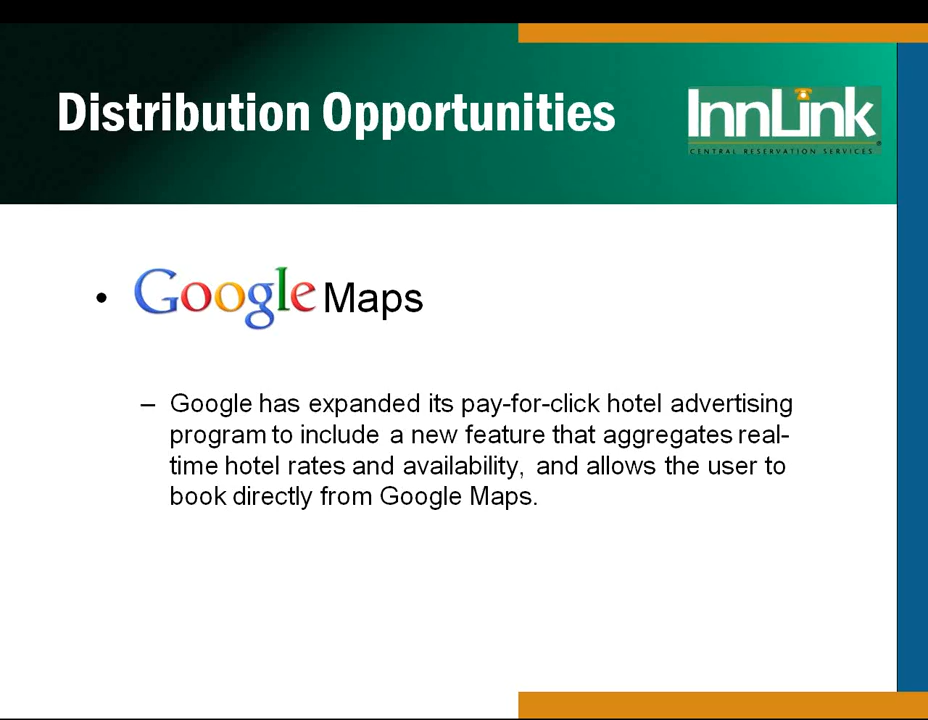 Distribution Opportunities
InnLink
CENTRAL RESERVATION SERVICES
• Google Maps
– Google has expanded its pay-for-click hotel advertising
program to include a new feature that aggregates real-
time hotel rates and availability, and allows the user to
book directly from Google Maps.